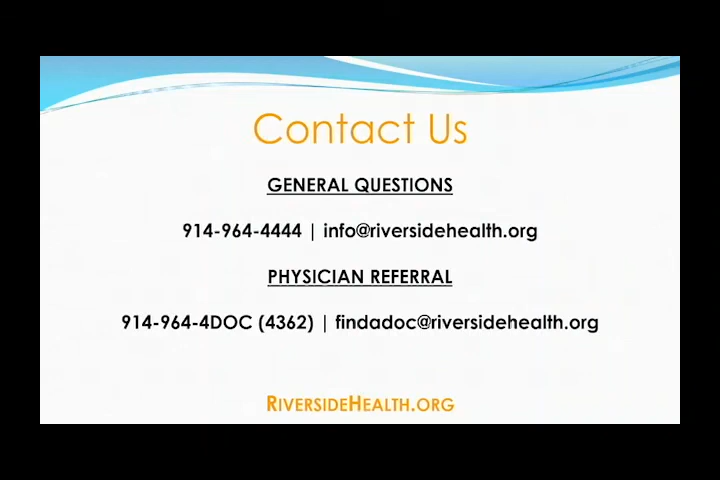 Contact Us
GENERAL QUESTIONS
914-964-4444 | info@riversidehealth.org
PHYSICIAN REFERRAL
914-964-4DOC (4362) | findadoc@riversidehealth.org
RIVERSIDEHEALTH.ORG